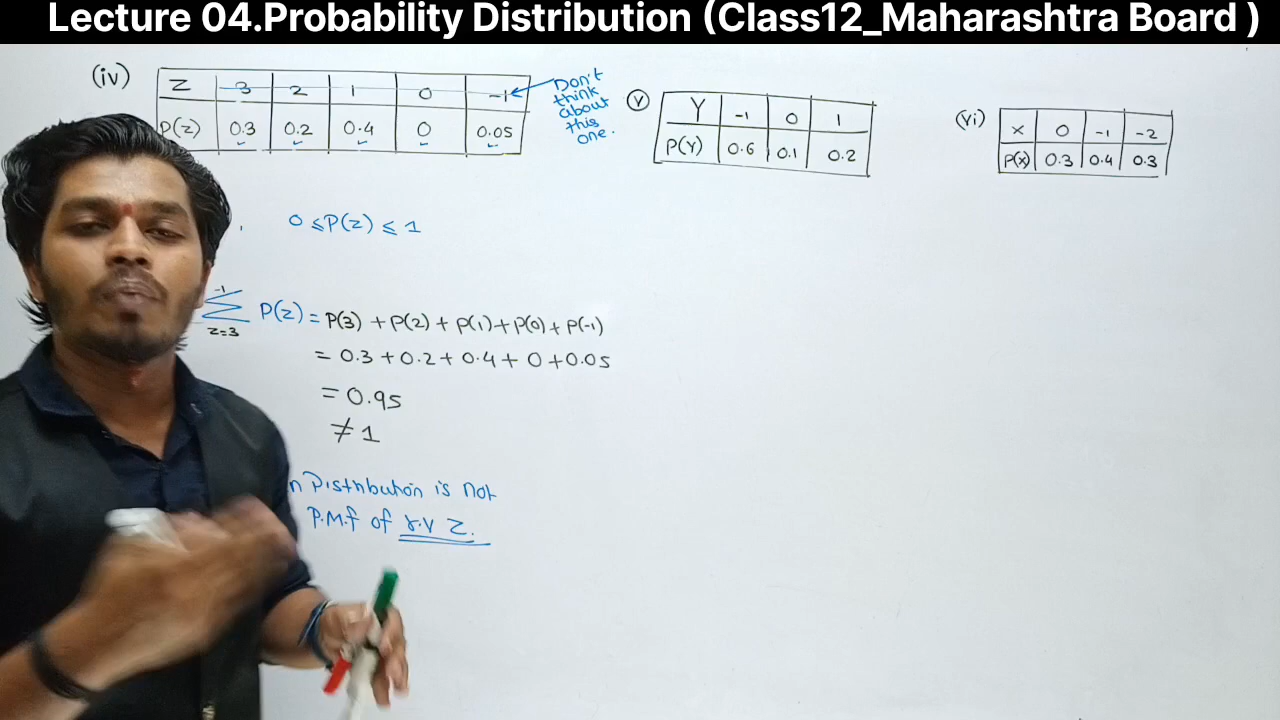 Lecture 04.Probability Distribution (Class12_Maharashtra Board )
(iv)
Z 3 2 1 0 -1
P(z) 0.3 0.2 0.4 0 0.05
Don't
think
about
this
one.
(v)
Y -1 0 1
P(Y) 0.6 0.1 0.2
(vi)
x 0 -1 -2
P(x) 0.3 0.4 0.3
0 ≤ P(z) ≤ 1
-1
Σ P(z) = P(3) + P(2) + P(1) + P(0) + P(-1)
z=3
= 0.3 + 0.2 + 0.4 + 0 + 0.05
= 0.95
≠ 1
n Distribution is not
P.M.f of r.v Z.